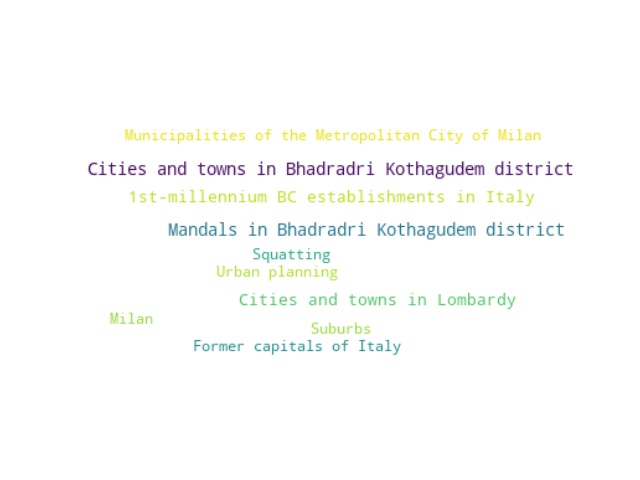 Municipalities of the Metropolitan City of Milan
Cities and towns in Bhadradri Kothagudem district
1st-millennium BC establishments in Italy
Mandals in Bhadradri Kothagudem district
Squatting
Urban planning
Cities and towns in Lombardy
Milan
Suburbs
Former capitals of Italy